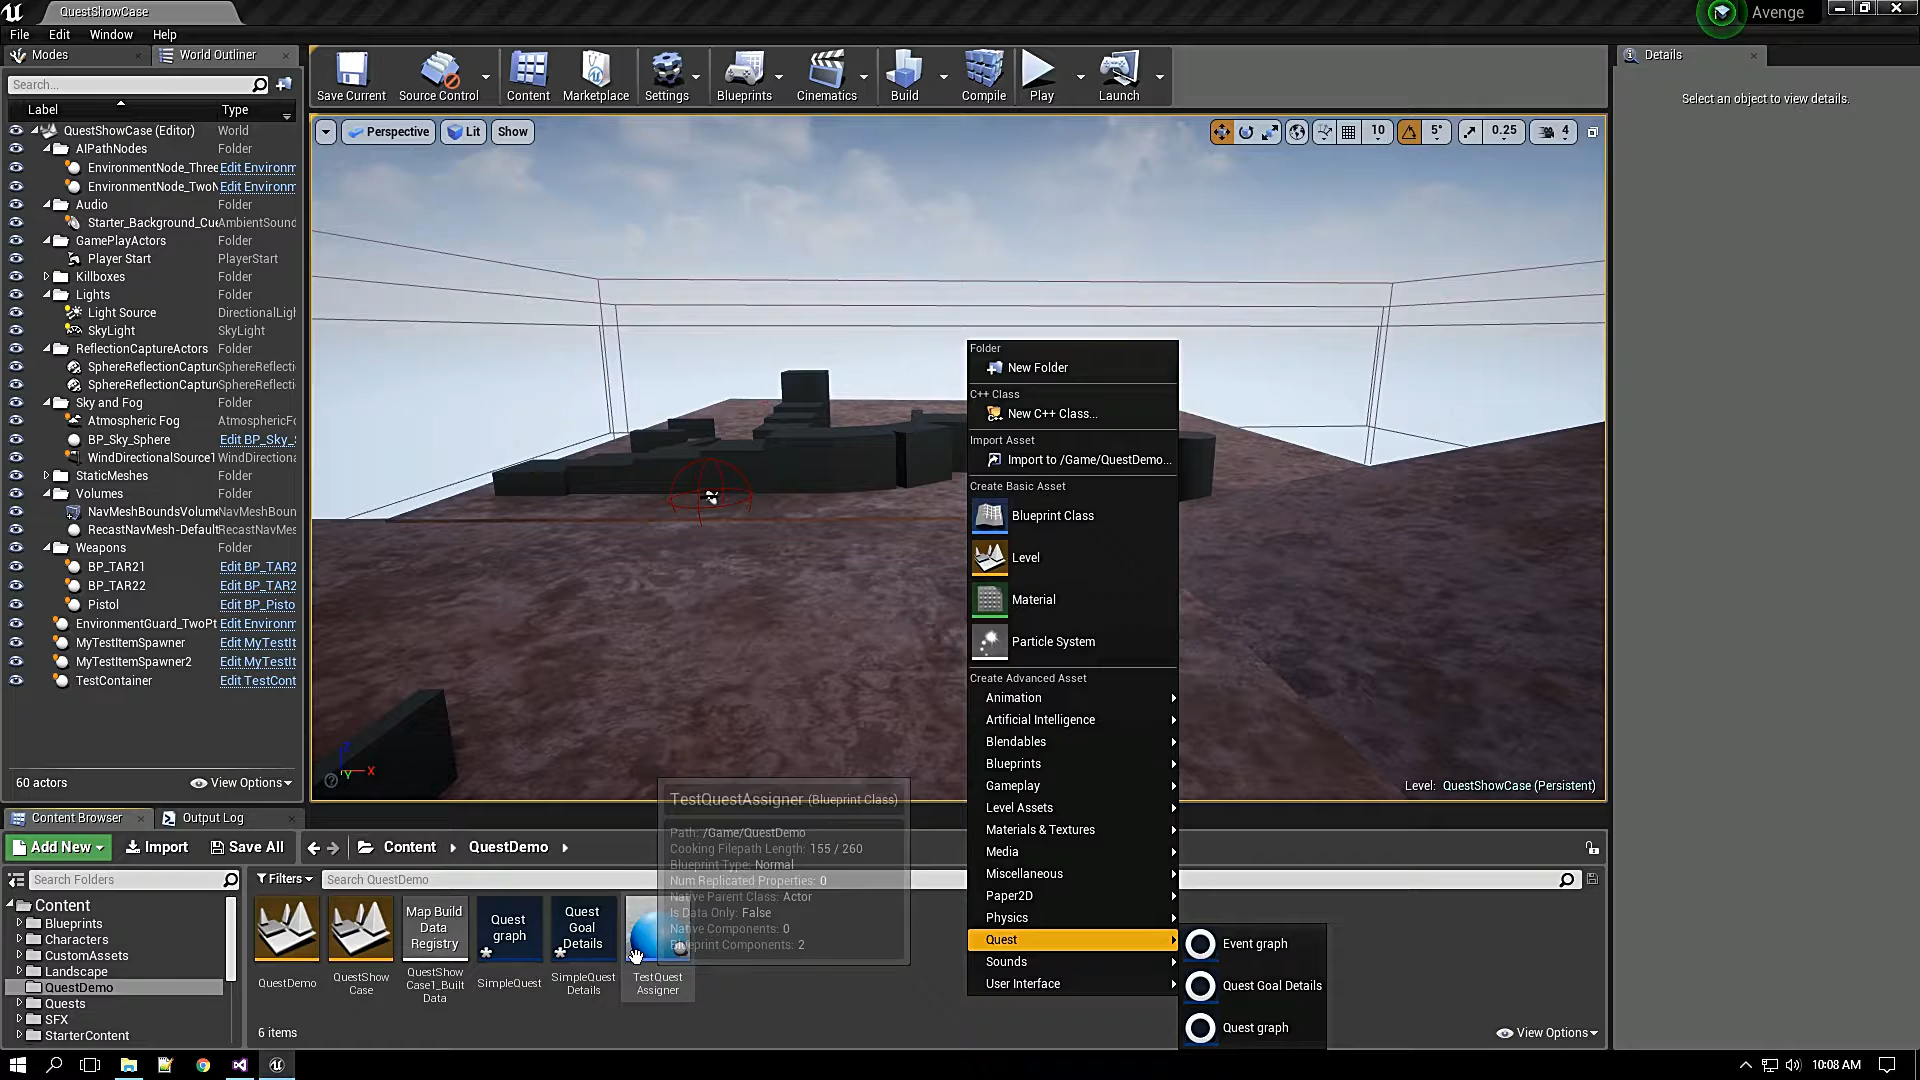 QuestShowCase
Avenge
File
Edit
Window
Help
Modes
World Outliner
Details
Search...
Label
Type
QuestShowCase (Editor)
World
AIPathNodes
Folder
EnvironmentNode_Three
Edit Environm
EnvironmentNode_TwoN
Edit Environm
Audio
Folder
Starter_Background_Cue
AmbientSound
GamePlayActors
Folder
Player Start
PlayerStart
Killboxes
Folder
Lights
Folder
Light Source
DirectionalLigh
SkyLight
SkyLight
ReflectionCaptureActors
Folder
SphereReflectionCaptur
SphereReflecti
SphereReflectionCaptur
SphereReflecti
Sky and Fog
Folder
Atmospheric Fog
AtmosphericFo
BP_Sky_Sphere
Edit BP_Sky_S
WindDirectionalSource1
WindDirectiona
StaticMeshes
Folder
Volumes
Folder
NavMeshBoundsVolume
NavMeshBoun
RecastNavMesh-Default
RecastNavMes
Weapons
Folder
BP_TAR21
Edit BP_TAR2
BP_TAR22
Edit BP_TAR2
Pistol
Edit BP_Pisto
EnvironmentGuard_TwoPt
Edit Environm
MyTestItemSpawner
Edit MyTestIt
MyTestItemSpawner2
Edit MyTestIt
TestContainer
Edit TestCont
60 actors
View Options
Save Current
Source Control
Content
Marketplace
Settings
Blueprints
Cinematics
Build
Compile
Play
Launch
Perspective
Lit
Show
10
5°
0.25
4
Select an object to view details.
Folder
New Folder
C++ Class
New C++ Class...
Import Asset
Import to /Game/QuestDemo...
Create Basic Asset
Blueprint Class
Level
Material
Particle System
Create Advanced Asset
Animation
Artificial Intelligence
Blendables
Blueprints
Gameplay
Level Assets
Materials & Textures
Media
Miscellaneous
Paper2D
Physics
Quest
Sounds
User Interface
Event graph
Quest Goal Details
Quest graph
Z
Y
X
Level: QuestShowCase (Persistent)
TestQuestAssigner (Blueprint Class)
Path: /Game/QuestDemo
Cooking Filepath Length: 155 / 260
Blueprint Type: Normal
Num Replicated Properties: 0
Native Parent Class: Actor
Is Data Only: False
Native Components: 0
Blueprint Components: 2
Content Browser
Output Log
Add New
Import
Save All
Content
QuestDemo
Search Folders
Filters
Search QuestDemo
Content
Blueprints
Characters
CustomAssets
Landscape
QuestDemo
Quests
SFX
StarterContent
Map Build
Data
Registry
Quest
graph
Quest
Goal
Details
QuestDemo
QuestShow
Case
QuestShow
Case1_Built
Data
SimpleQuest
SimpleQuest
Details
TestQuest
Assigner
6 items
View Options
10:08 AM